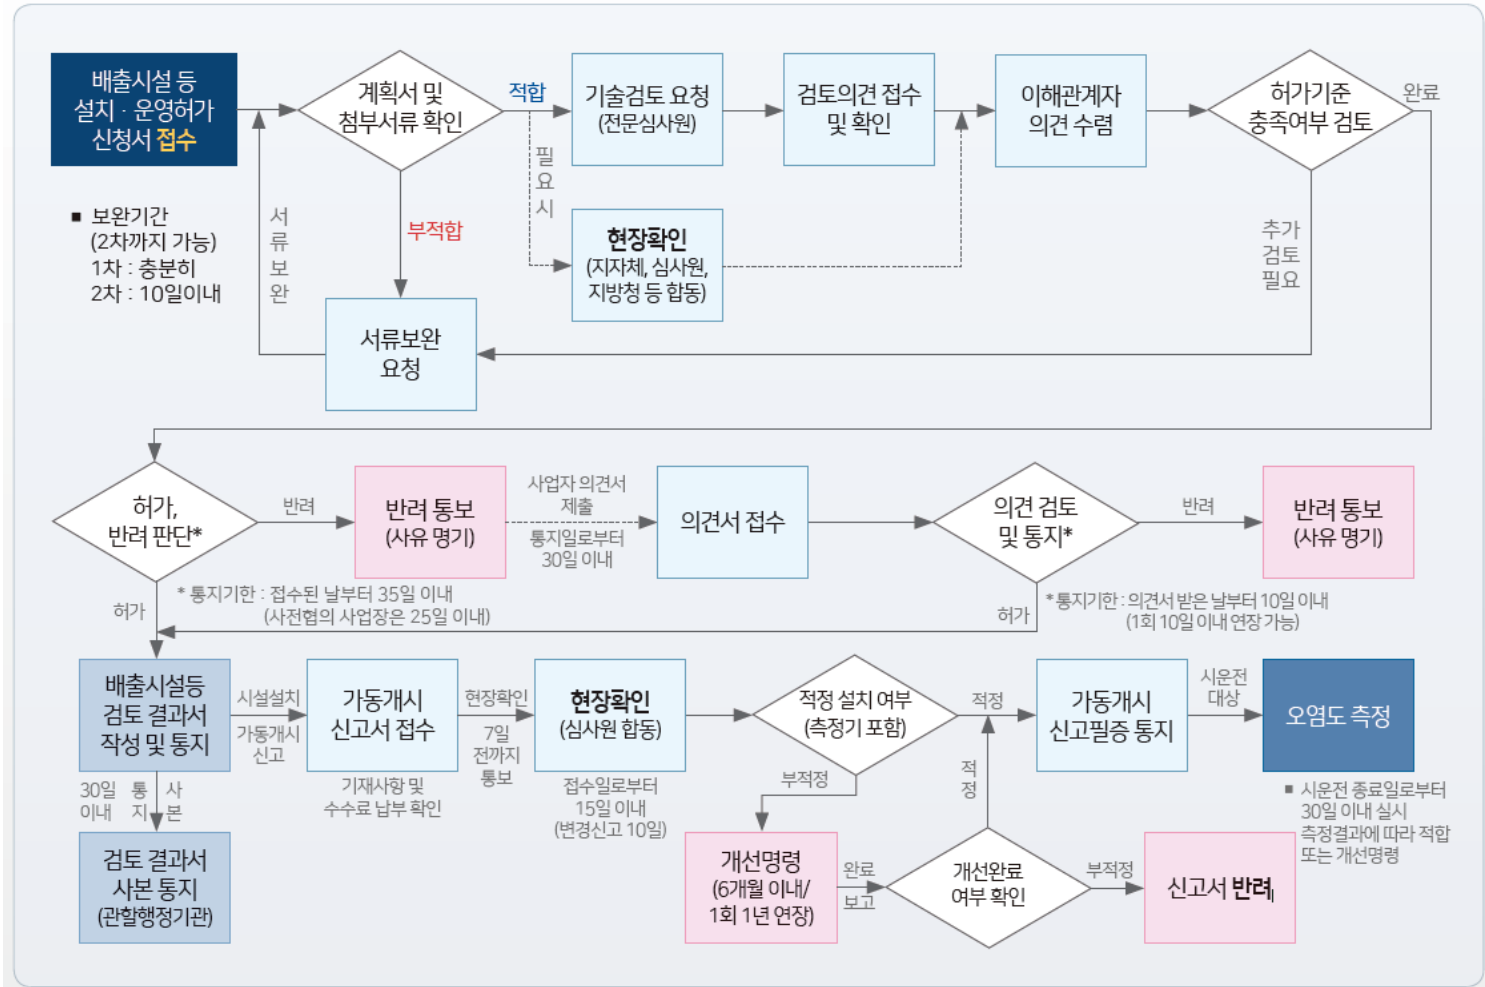 배출시설 등
설치 · 운영허가
신청서 접수
계획서 및
첨부서류 확인
적합
기술검토 요청
(전문심사원)
검토의견 접수
및 확인
이해관계자
의견 수렴
허가기준
충족여부 검토
완료
필
요
시
■ 보완기간
(2차까지 가능)
1차 : 충분히
2차 : 10일이내
서
류
보
완
부적합
현장확인
(지자체, 심사원,
지방청 등 합동)
추가
검토
필요
서류보완
요청
허가,
반려 판단*
반려
반려 통보
(사유 명기)
사업자 의견서
제출
통지일로부터
30일 이내
의견서 접수
의견 검토
및 통지*
반려
반려 통보
(사유 명기)
허가
* 통지기한 : 접수된 날부터 35일 이내
(사전협의 사업장은 25일 이내)
허가
* 통지기한 : 의견서 받은 날부터 10일 이내
(1회 10일 이내 연장 가능)
배출시설등
검토 결과서
작성 및 통지
시설설치
가동개시
신고
가동개시
신고서 접수
기재사항 및
수수료 납부 확인
현장확인
7일
전까지
통보
현장확인
(심사원 합동)
접수일로부터
15일 이내
(변경신고 10일)
적정 설치 여부
(측정기 포함)
적정
가동개시
신고필증 통지
시운전
대상
오염도 측정
30일
이내
통
지
사
본
부적정
적
정
■ 시운전 종료일로부터
30일 이내 실시
측정결과에 따라 적합
또는 개선명령
검토 결과서
사본 통지
(관할행정기관)
개선명령
(6개월 이내/
1회 1년 연장)
완료
보고
개선완료
여부 확인
부적정
신고서 반려